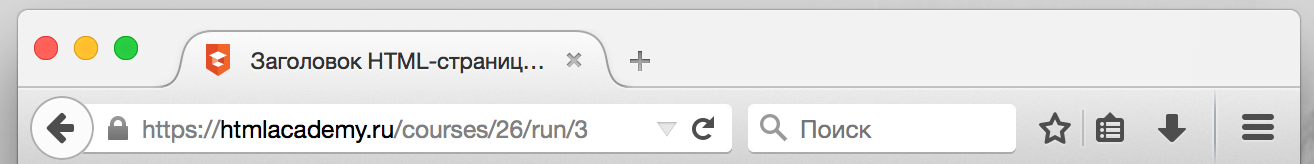 Заголовок HTML-страниц...
https://htmlacademy.ru/courses/26/run/3
Поиск